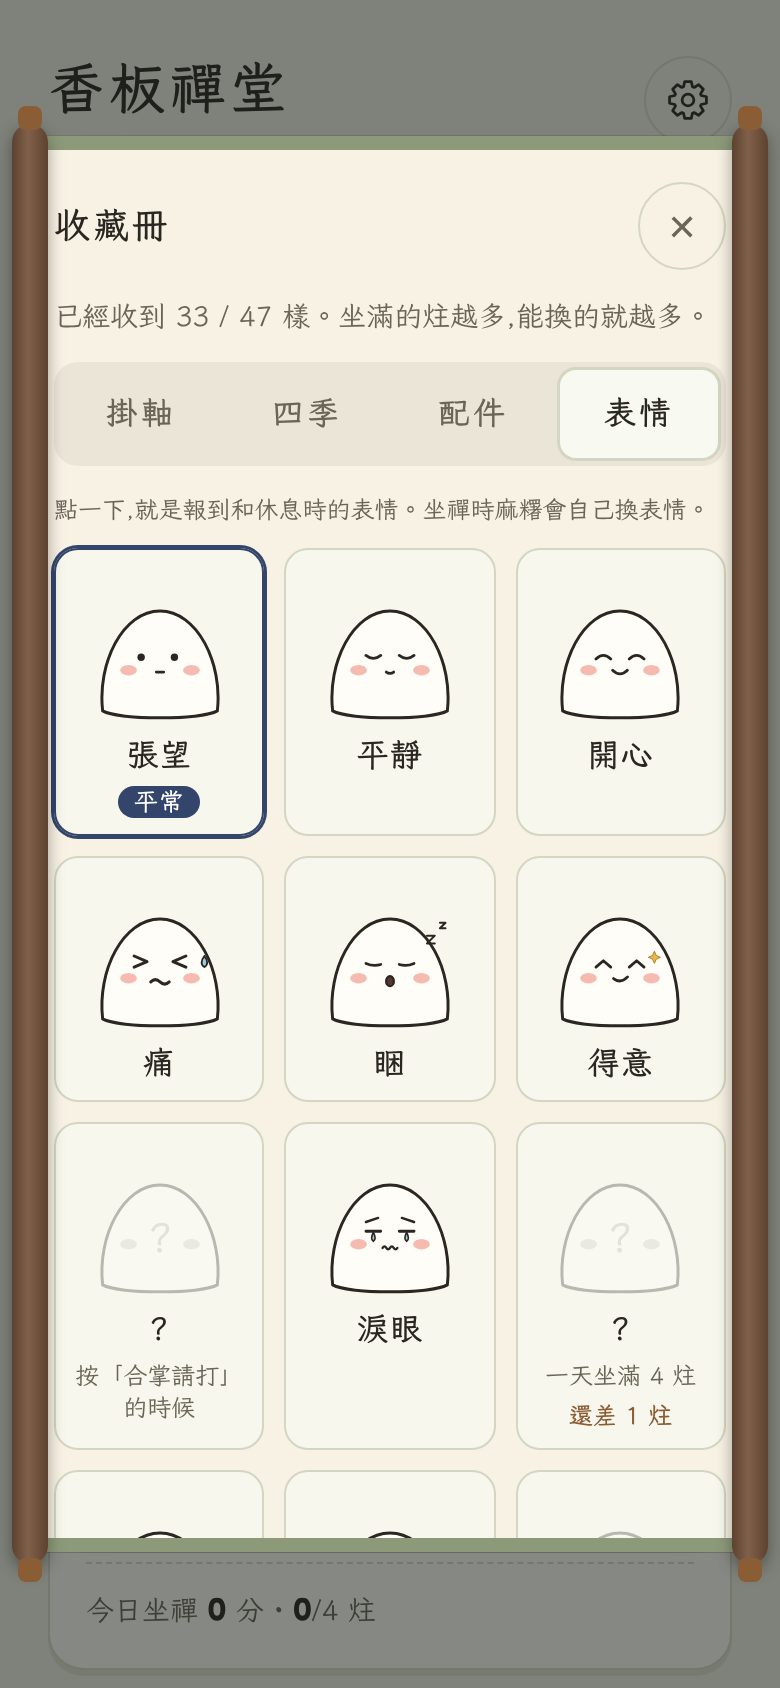 香板禪堂
收藏冊
已經收到 33 / 47 樣。坐滿的炷越多,能換的就越多。
掛軸 四季 配件 表情
點一下,就是報到和休息時的表情。坐禪時麻糬會自己換表情。
張望 平靜 開心
平常
z
z
痛 睏 得意
? ?
? 淚眼 ?
按「合掌請打」 一天坐滿 4 炷
的時候 還差 1 炷
今日坐禪 0 分・0/4 炷